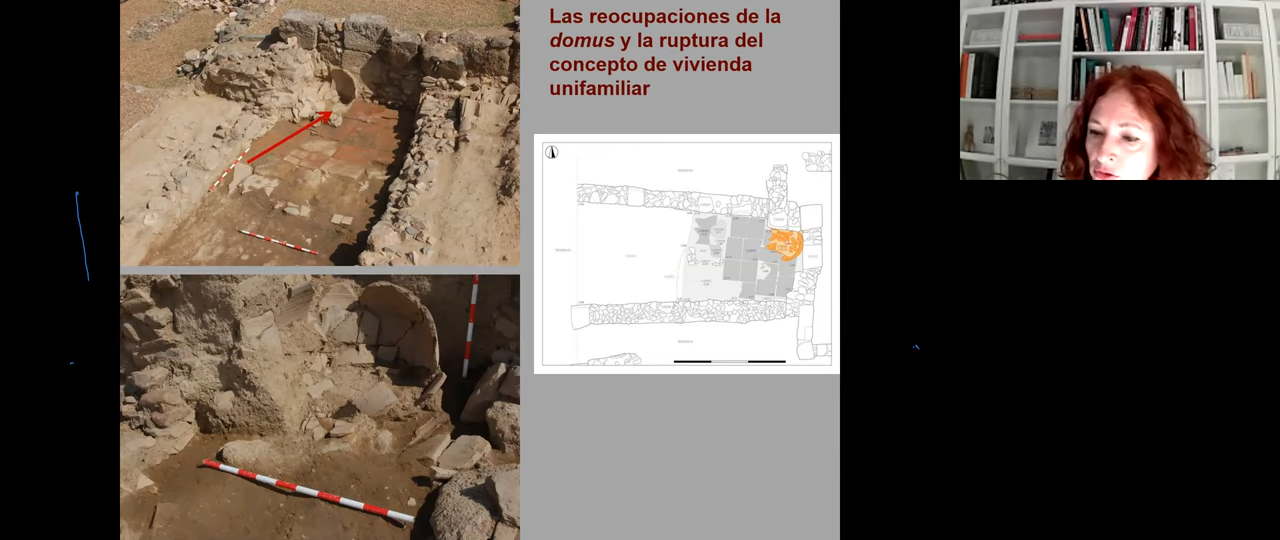 Las reocupaciones de la
domus y la ruptura del
concepto de vivienda
unifamiliar